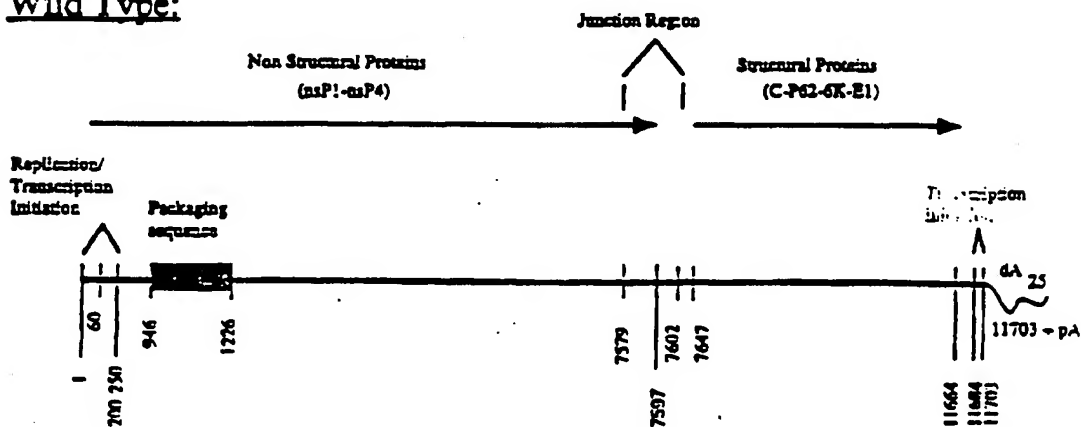 Wild Type:
Junction Region
Non Structural Proteins
(nsP1-nsP4)
Structural Proteins
(C-P62-6K-E1)
Replication/
Transcription
Initiation
Packaging
sequence
Transcription
dA 25
11703 + pA
1
60
200 250
946
1226
7579
7597
7602
7647
11664
11684
11703